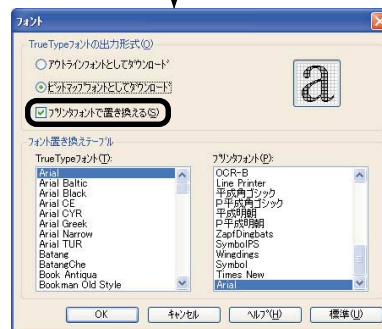 フォント
TrueTypeフォントの出力形式(O)
アウトラインフォントとしてダウンロード
ビットマップフォントとしてダウンロード
プリンタフォントで置き換える(S)
フォント置き換えテーブル
TrueTypeフォント(T):
Arial
Arial Baltic
Arial Black
Arial CE
Arial CYR
Arial Greek
Arial Narrow
Arial TUR
Batang
BatangChe
Book Antiqua
Bookman Old Style
プリンタフォント(P):
OCR-B
Line Printer
平成角ゴシック
P平成角ゴシック
平成明朝
P平成明朝
ZapfDingbats
SymbolPS
Wingdings
Symbol
Times New
Arial
a
OK
キャンセル
ヘルプ(H)
標準(U)